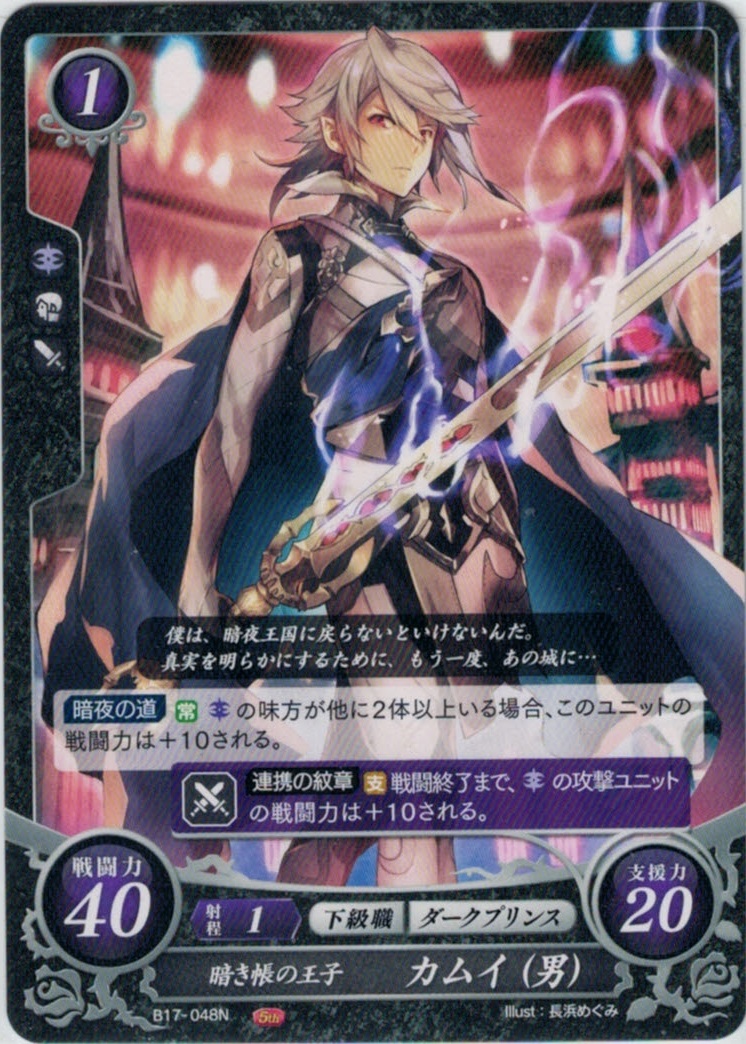 1
僕は、暗夜王国に戻らないといけないんだ。
真実を明らかにするために、もう一度、あの城に…
暗夜の道 常 の味方が他に2体以上いる場合、このユニットの
戦闘力は+10される。
連携の紋章 支 戦闘終了まで、 の攻撃ユニット
の戦闘力は+10される。
戦闘力
40
射程 1 下級職 ダークプリンス
支援力
20
暗き帳の王子 カムイ(男)
B17-048N 5th Illust:長浜めぐみ